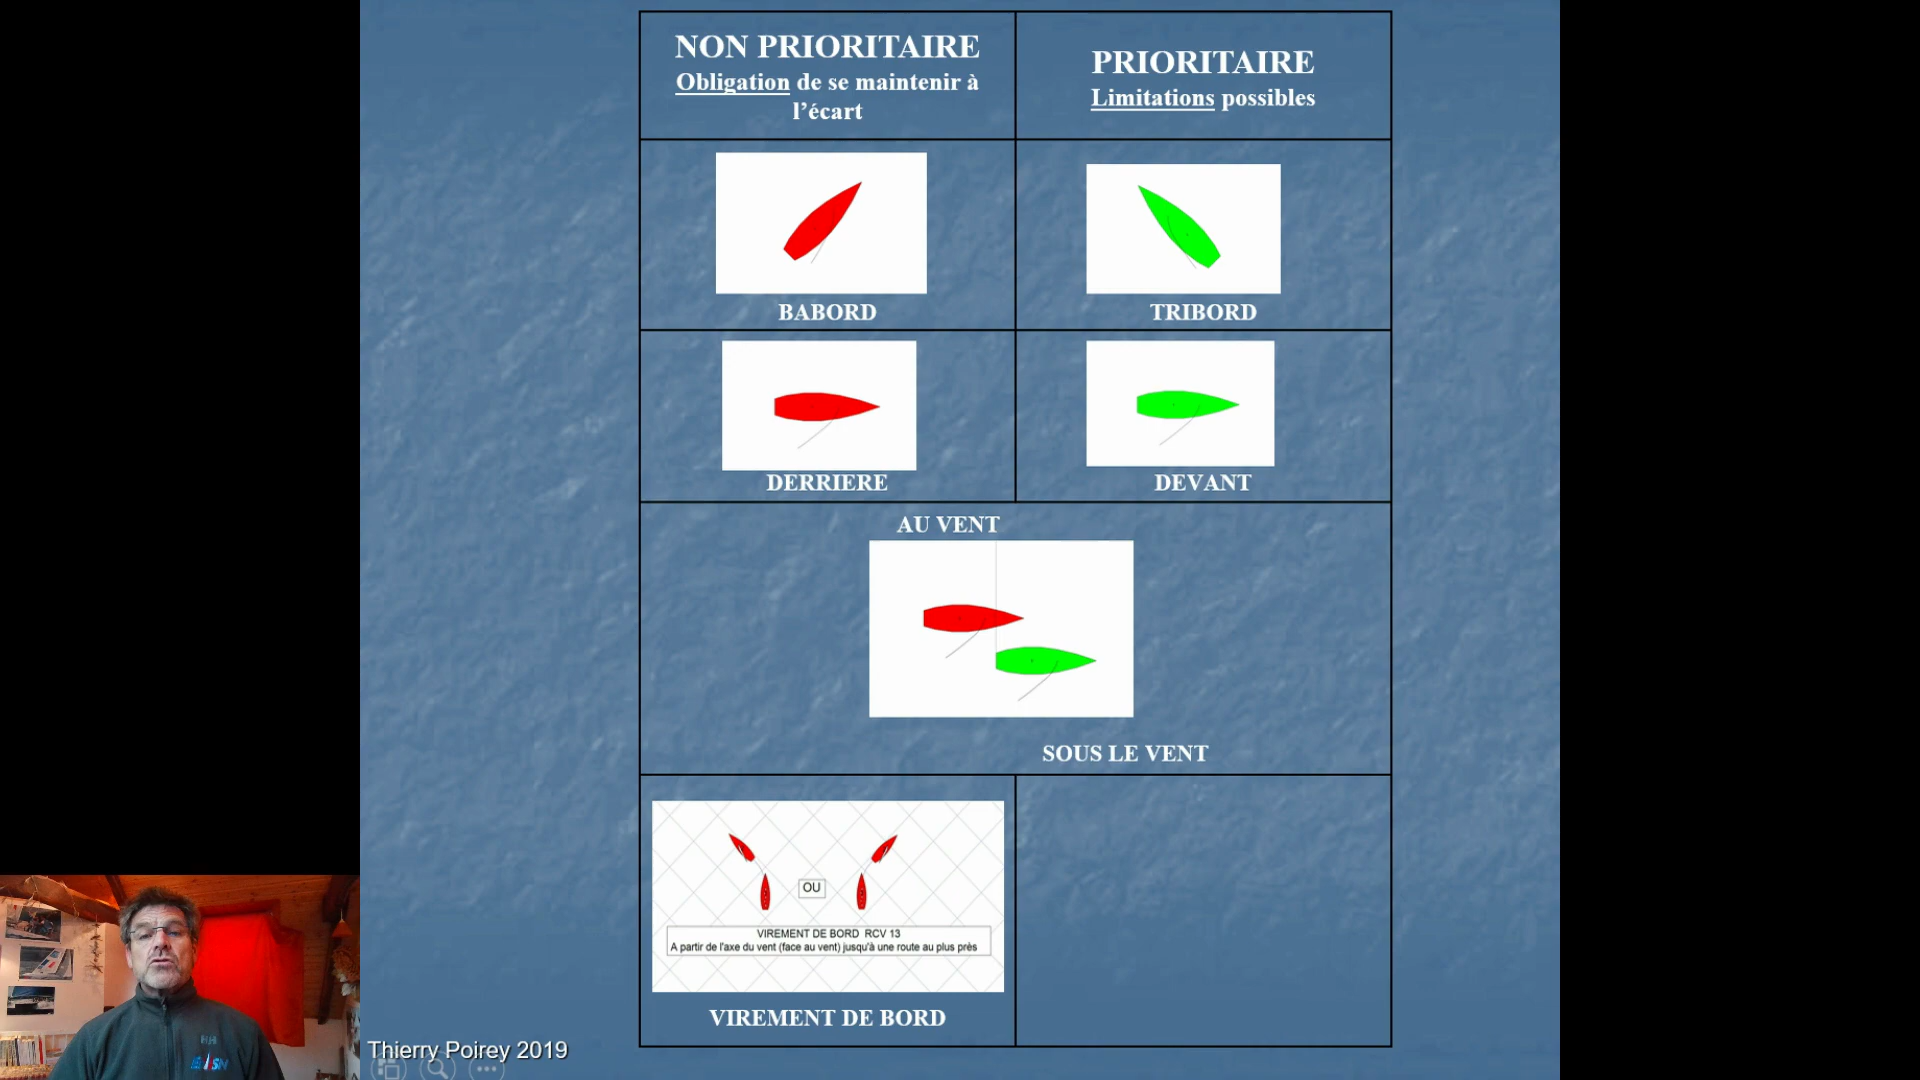 NON PRIORITAIRE
Obligation de se maintenir à
l’écart
PRIORITAIRE
Limitations possibles
BABORD
TRIBORD
DERRIERE
DEVANT
AU VENT
SOUS LE VENT
OU
VIREMENT DE BORD RCV 13
A partir de l'axe du vent (face au vent) jusqu'à une route au plus près
VIREMENT DE BORD
Thierry Poirey 2019